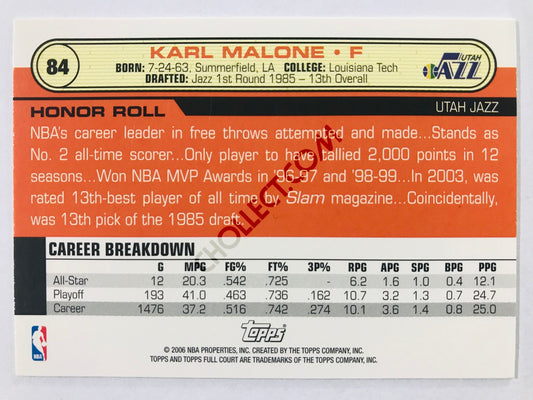 84
KARL MALONE • F
BORN: 7-24-63, Summerfield, LA COLLEGE: Louisiana Tech
DRAFTED: Jazz 1st Round 1985 – 13th Overall
UTAH
JAZZ
HONOR ROLL
UTAH JAZZ
NBA's career leader in free throws attempted and made...Stands as
No. 2 all-time scorer...Only player to have tallied 2,000 points in 12
seasons...Won NBA MVP Awards in '96-97 and '98-99...In 2003, was
rated 13th-best player of all time by Slam magazine...Coincidentally,
was 13th pick of the 1985 draft.
CAREER BREAKDOWN
G MPG FG% FT% 3P% RPG APG SPG BPG PPG
All-Star 12 20.3 .542 .725 - 6.2 1.6 1.0 0.4 12.1
Playoff 193 41.0 .463 .736 .162 10.7 3.2 1.3 0.7 24.7
Career 1476 37.2 .516 .742 .274 10.1 3.6 1.4 0.8 25.0
NBA
Topps
© 2006 NBA PROPERTIES, INC. CREATED BY THE TOPPS COMPANY, INC.
TOPPS AND TOPPS FULL COURT ARE TRADEMARKS OF THE TOPPS COMPANY, INC.